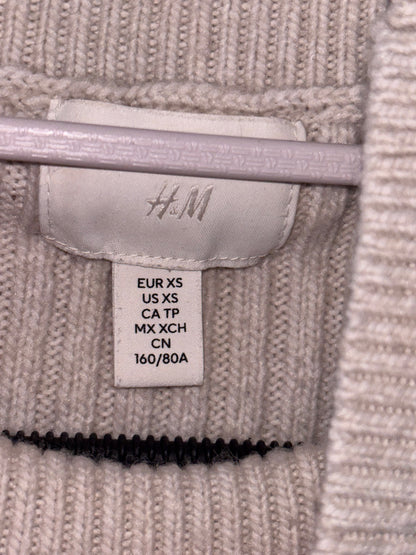 H&M
EUR XS
US XS
CA TP
MX XCH
CN
160/80A